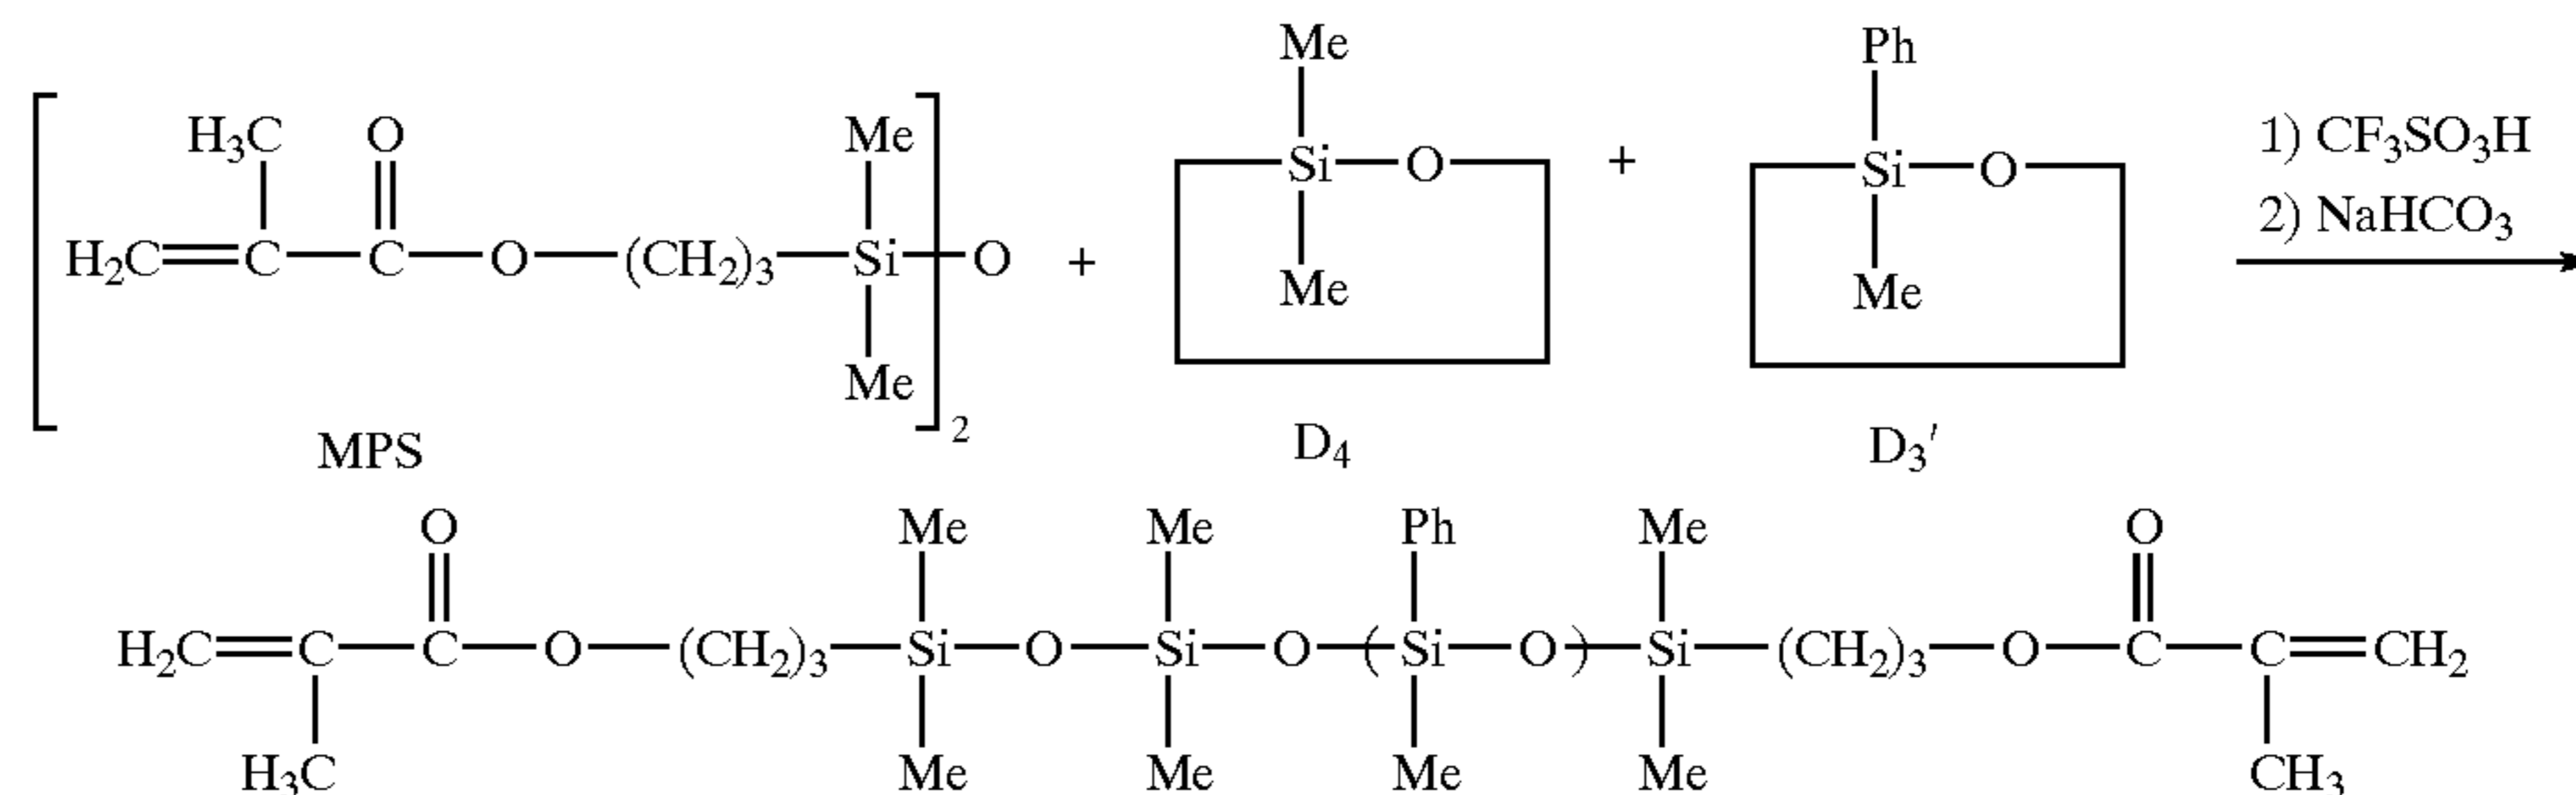 Me Ph
H₃C O Me Si—O + Si—O 1) CF₃SO₃H
2) NaHCO₃
H₂C=C—C—O—(CH₂)₃—Si—O + Me Me
Me
2
MPS D₄ D₃′
O Me Me Ph Me O
H₂C=C—C—O—(CH₂)₃—Si—O—Si—O—(Si—O)—Si—(CH₂)₃—O—C—C=CH₂
H₃C Me Me Me Me CH₃